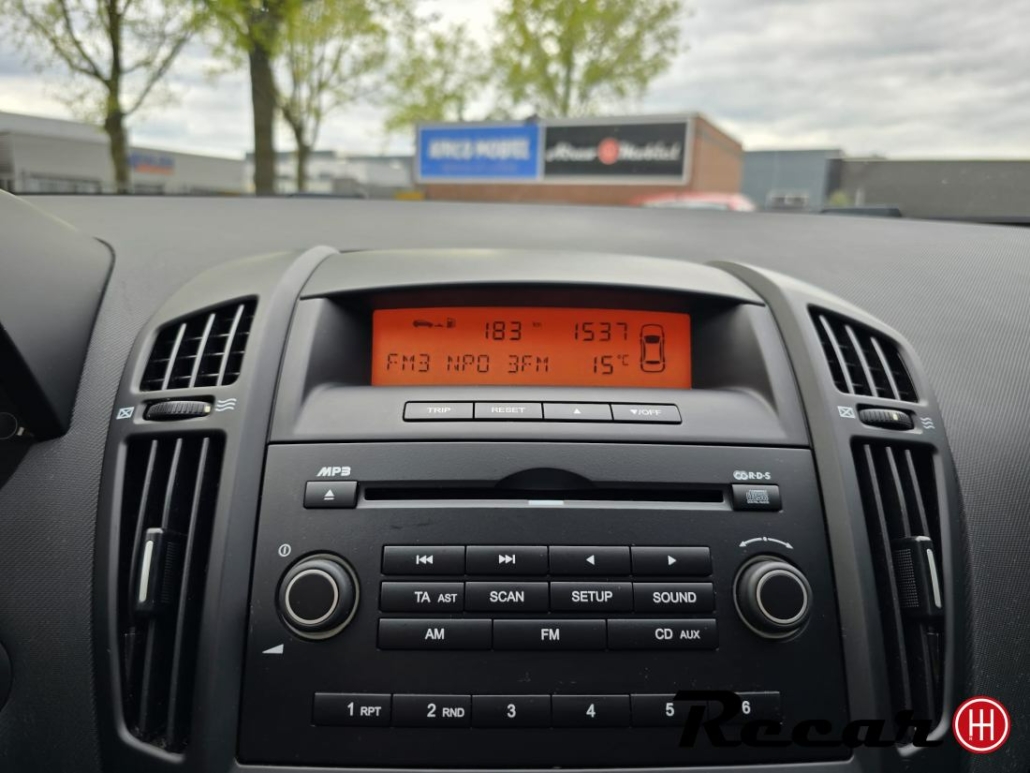 183 km 1537
FM3 NPO 3FM 15°C
TRIP RESET ▲ ▼/OFF
MP3
R·D·S
TA AST SCAN SETUP SOUND
AM FM CD AUX
1 RPT 2 RND 3 4 5 6
Recar
H